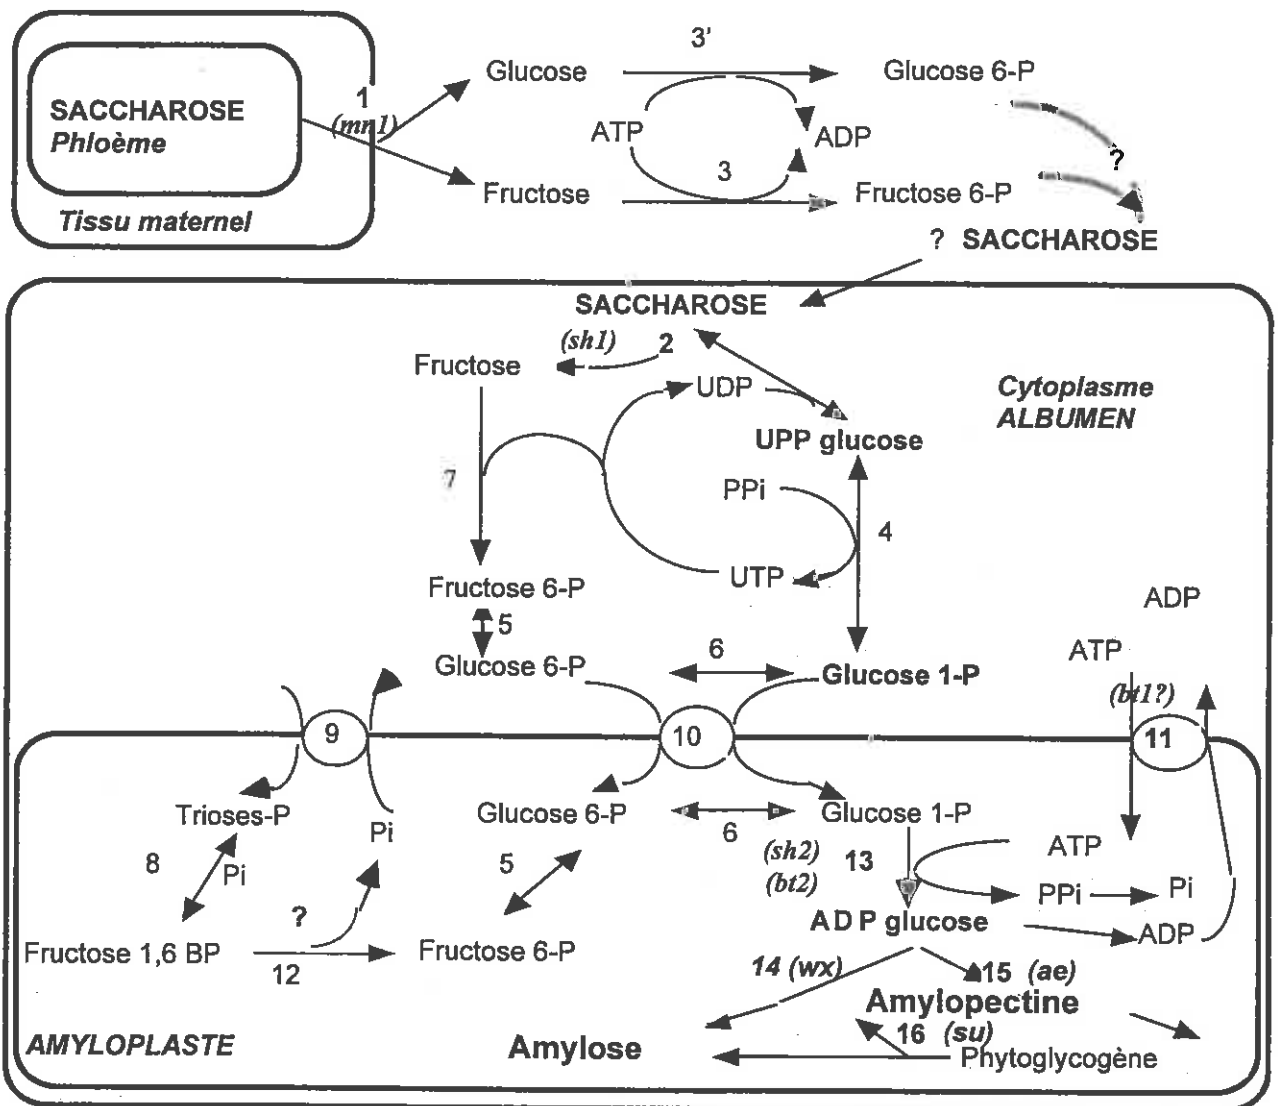 3'
Glucose
Glucose 6-P
1
(mn1)
SACCHAROSE
Phloème
ATP
ADP
?
3
Fructose
Fructose 6-P
Tissu maternel
? SACCHAROSE
SACCHAROSE
(sh1) 2
Fructose
UDP
Cytoplasme
ALBUMEN
UPP glucose
7
PPi
4
UTP
Fructose 6-P
ADP
5
ATP
6
Glucose 6-P
Glucose 1-P
(bt1?)
9
10
11
Trioses-P
Glucose 6-P
Glucose 1-P
Pi
6
8
Pi
5
(sh2)
13
ATP
(bt2)
PPi
Pi
?
ADP glucose
ADP
Fructose 1,6 BP
Fructose 6-P
12
14 (wx)
15 (ae)
Amylopectine
16 (su)
AMYLOPLASTE
Amylose
Phytoglycogène